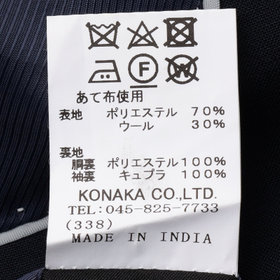 F
あて布使用
表地 ポリエステル 70%
ウール 30%
裏地
胴裏 ポリエステル100%
袖裏 キュプラ 100%
KONAKA CO.,LTD.
TEL:045-825-7733
(338)
MADE IN INDIA